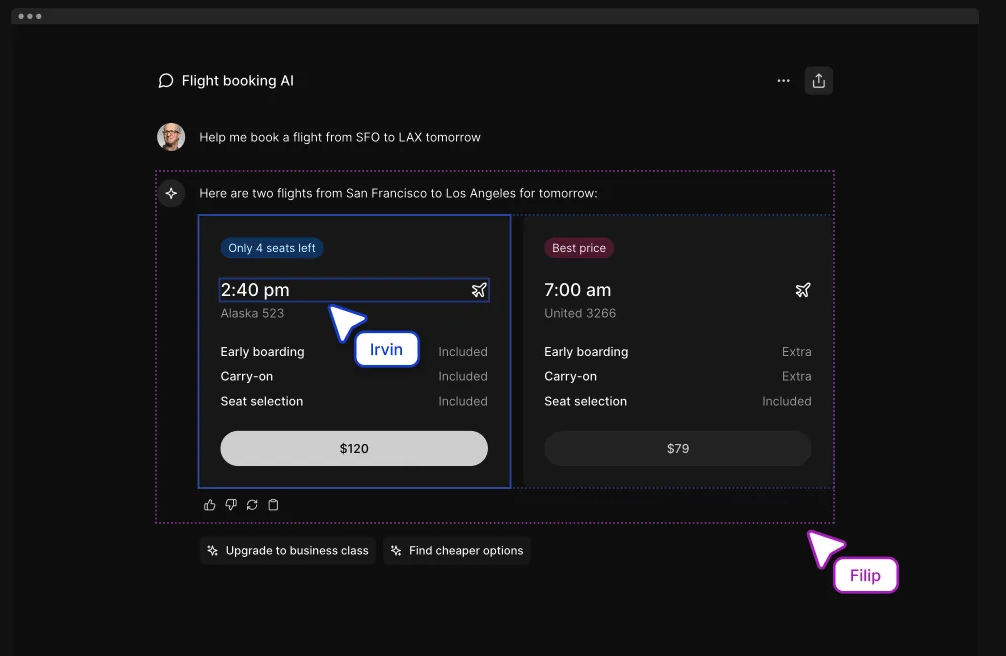 Flight booking AI
Help me book a flight from SFO to LAX tomorrow
Here are two flights from San Francisco to Los Angeles for tomorrow:
Only 4 seats left
2:40 pm
Alaska 523
Early boarding Included
Carry-on Included
Seat selection Included
$120
Best price
7:00 am
United 3266
Early boarding Extra
Carry-on Extra
Seat selection Included
$79
Irvin
Upgrade to business class
Find cheaper options
Filip